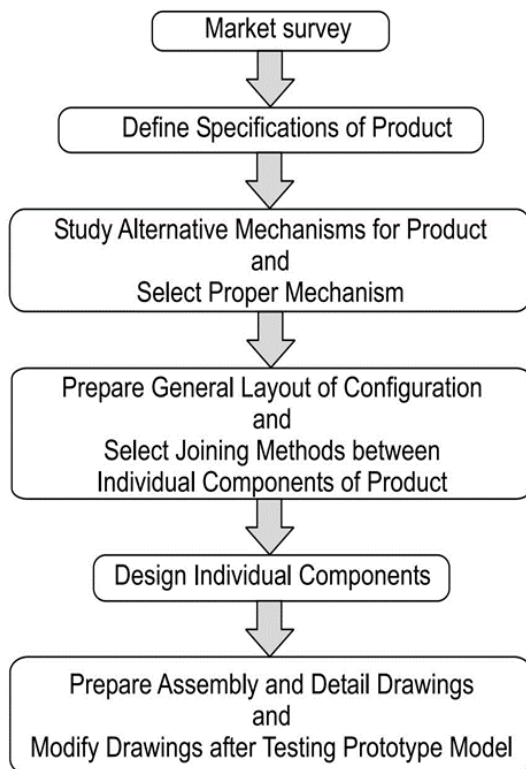 Market survey
Define Specifications of Product
Study Alternative Mechanisms for Product
and
Select Proper Mechanism
Prepare General Layout of Configuration
and
Select Joining Methods between
Individual Components of Product
Design Individual Components
Prepare Assembly and Detail Drawings
and
Modify Drawings after Testing Prototype Model